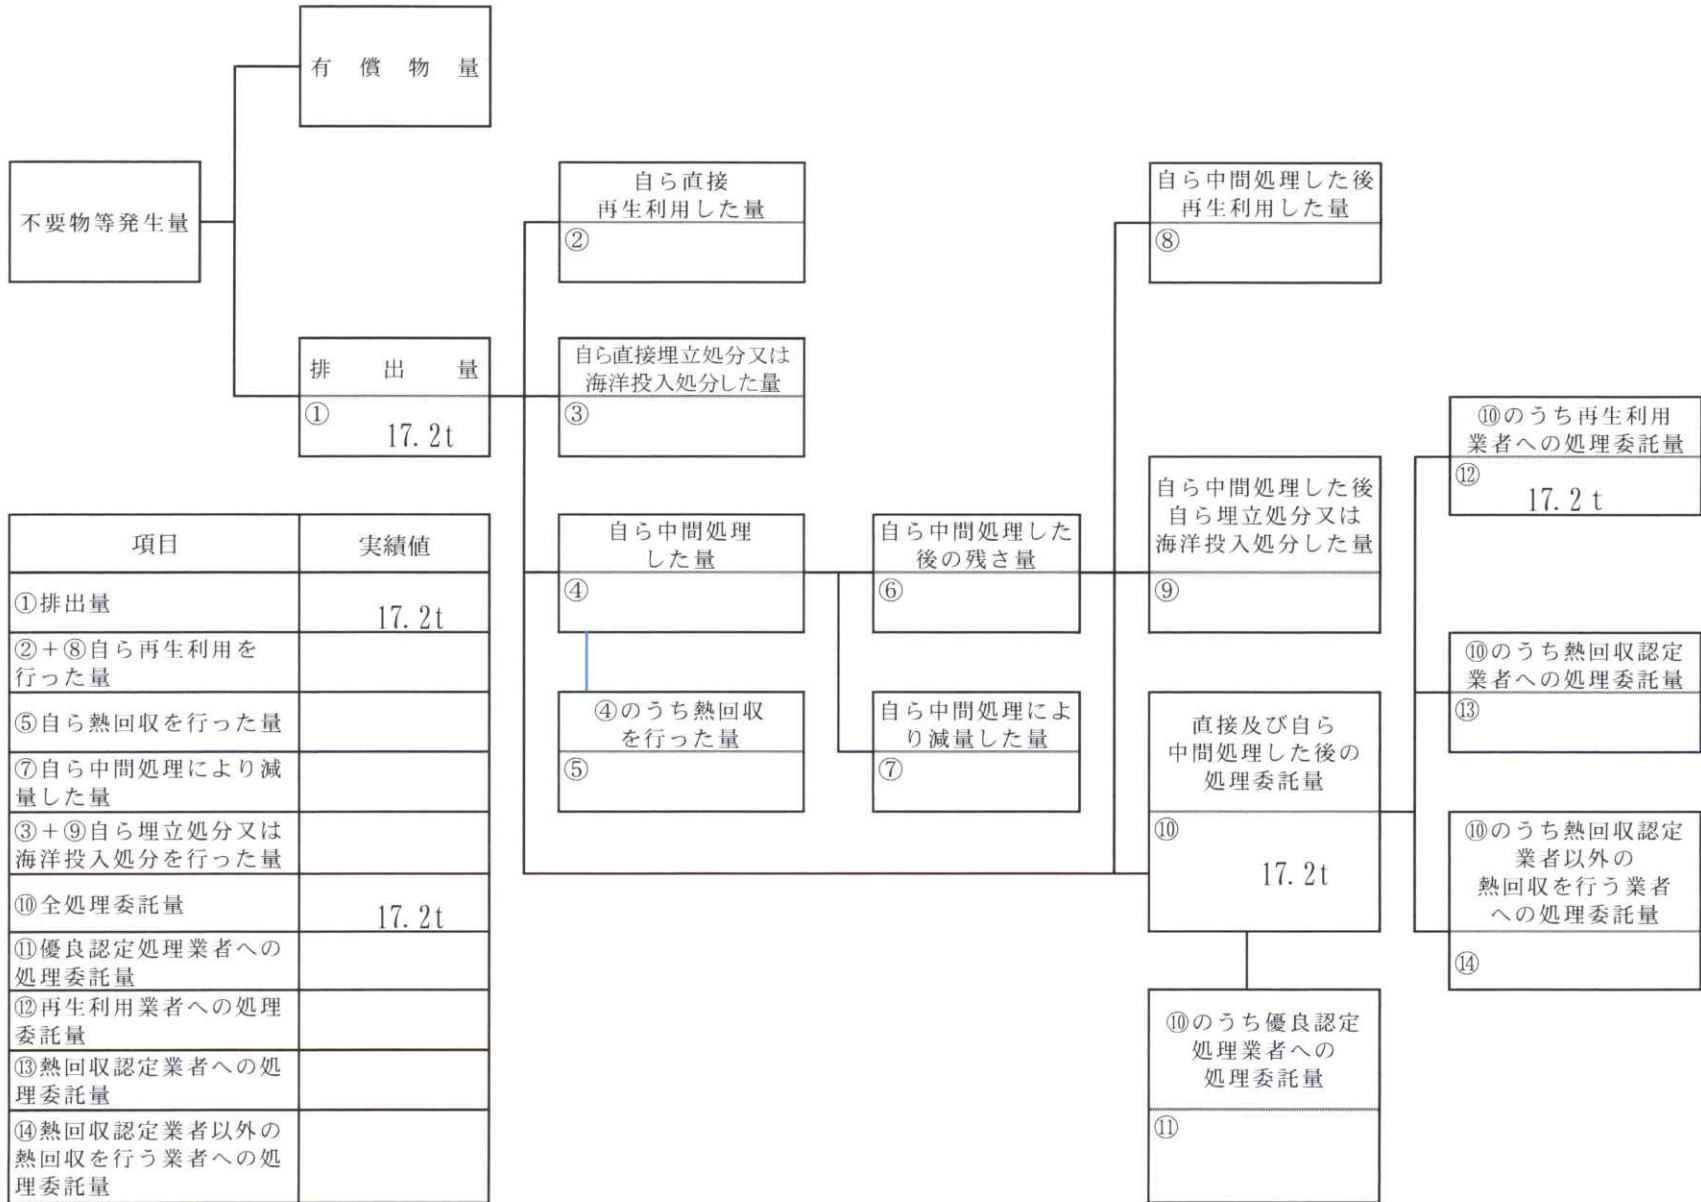 有償物量
不要物等発生量
排出量
①
17.2t
自ら直接
再生利用した量
②
自ら直接埋立処分又は
海洋投入処分した量
③
自ら中間処理
した量
④
④のうち熱回収
を行った量
⑤
自ら中間処理した
後の残さ量
⑥
自ら中間処理によ
り減量した量
⑦
自ら中間処理した後
再生利用した量
⑧
自ら中間処理した後
自ら埋立処分又は
海洋投入処分した量
⑨
直接及び自ら
中間処理した後の
処理委託量
⑩
17.2t
⑩のうち優良認定
処理業者への
処理委託量
⑪
⑩のうち再生利用
業者への処理委託量
⑫
17.2t
⑩のうち熱回収認定
業者への処理委託量
⑬
⑩のうち熱回収認定
業者以外の
熱回収を行う業者
への処理委託量
⑭
項目 実績値
①排出量 17.2t
②+⑧自ら再生利用を
行った量
⑤自ら熱回収を行った量
⑦自ら中間処理により減
量した量
③+⑨自ら埋立処分又は
海洋投入処分を行った量
⑩全処理委託量 17.2t
⑪優良認定処理業者への
処理委託量
⑫再生利用業者への処理
委託量
⑬熱回収認定業者への処
理委託量
⑭熱回収認定業者以外の
熱回収を行う業者への処
理委託量